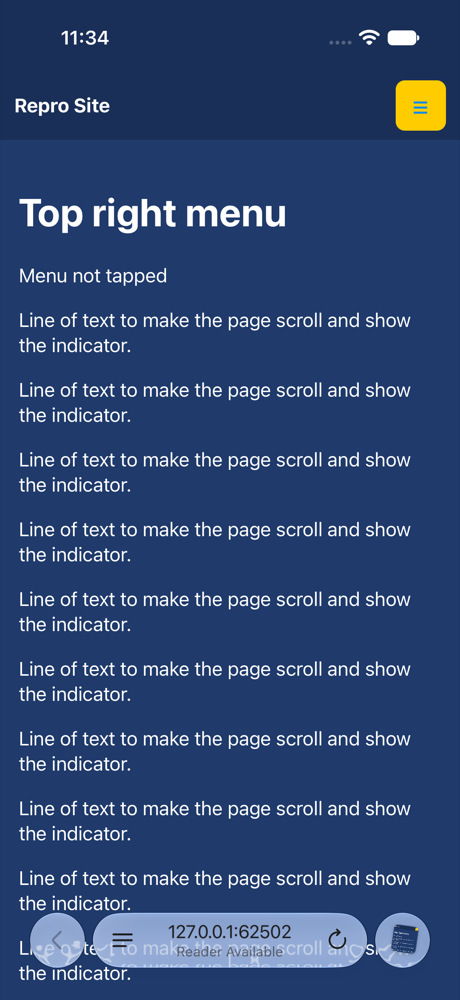 11:34
Repro Site
Top right menu
Menu not tapped
Line of text to make the page scroll and show
the indicator.
Line of text to make the page scroll and show
the indicator.
Line of text to make the page scroll and show
the indicator.
Line of text to make the page scroll and show
the indicator.
Line of text to make the page scroll and show
the indicator.
Line of text to make the page scroll and show
the indicator.
Line of text to make the page scroll and show
the indicator.
Line of text to make the page scroll and show
the indicator.
Line of text to make the page scroll and show
the indicator.
127.0.0.1:62502
Reader Available
the indicator.